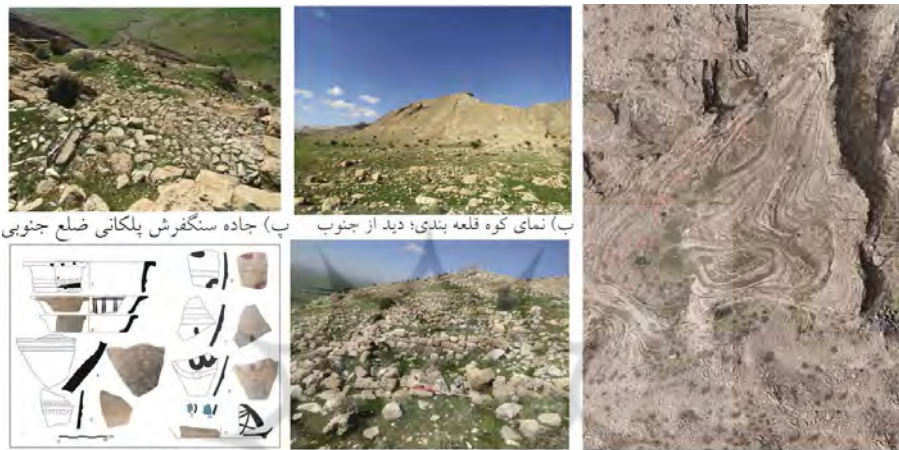 پ) جاده سنگفرش پلکانی ضلع جنوبی
ب) نمای کوه قلعه بندی؛ دید از جنوب